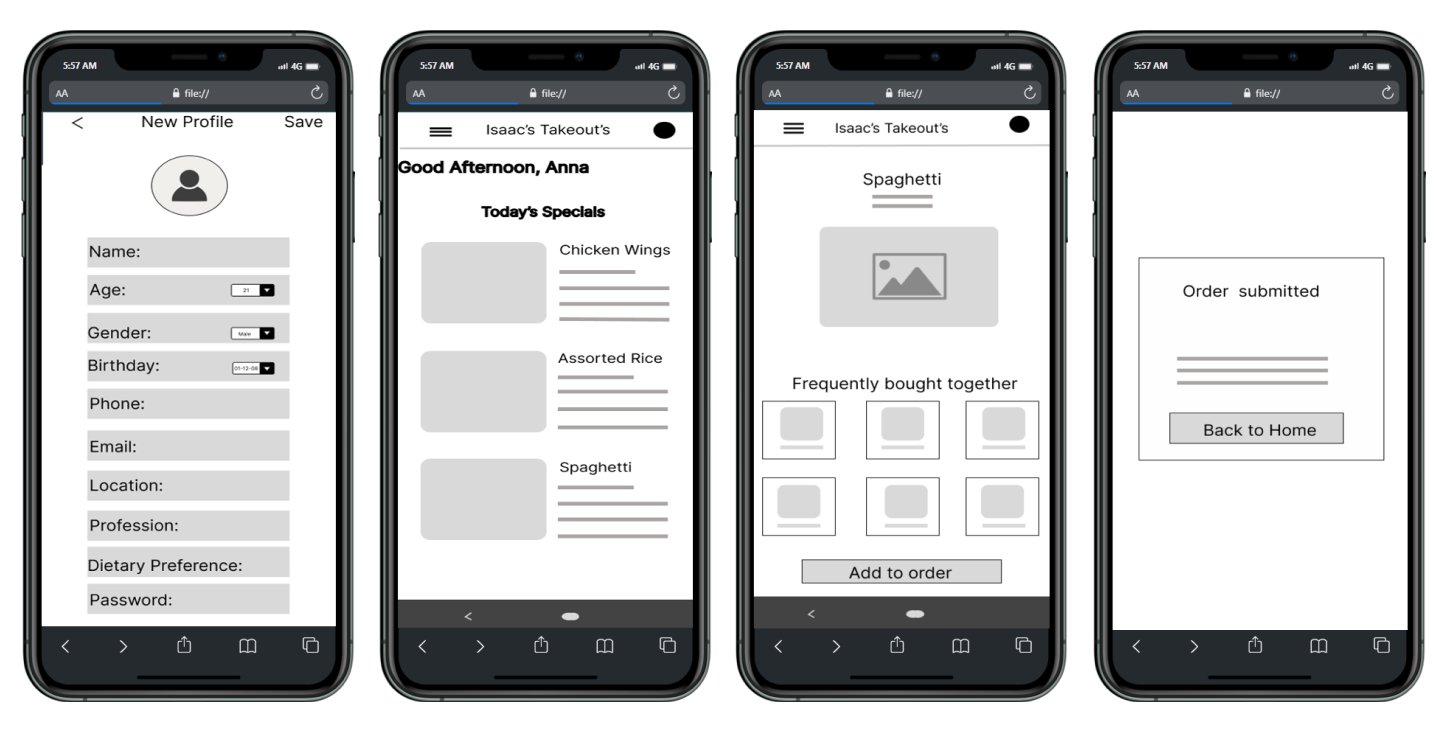 5:57 AM
4G
AA
file://
<
New Profile
Save
Name:
Age:
21
Gender:
Male
Birthday:
01-12-08
Phone:
Email:
Location:
Profession:
Dietary Preference:
Password:
5:57 AM
4G
AA
file://
Isaac's Takeout's
Good Afternoon, Anna
Today's Specials
Chicken Wings
Assorted Rice
Spaghetti
5:57 AM
4G
AA
file://
Isaac's Takeout's
Spaghetti
Frequently bought together
Add to order
5:57 AM
4G
AA
file://
Order submitted
Back to Home